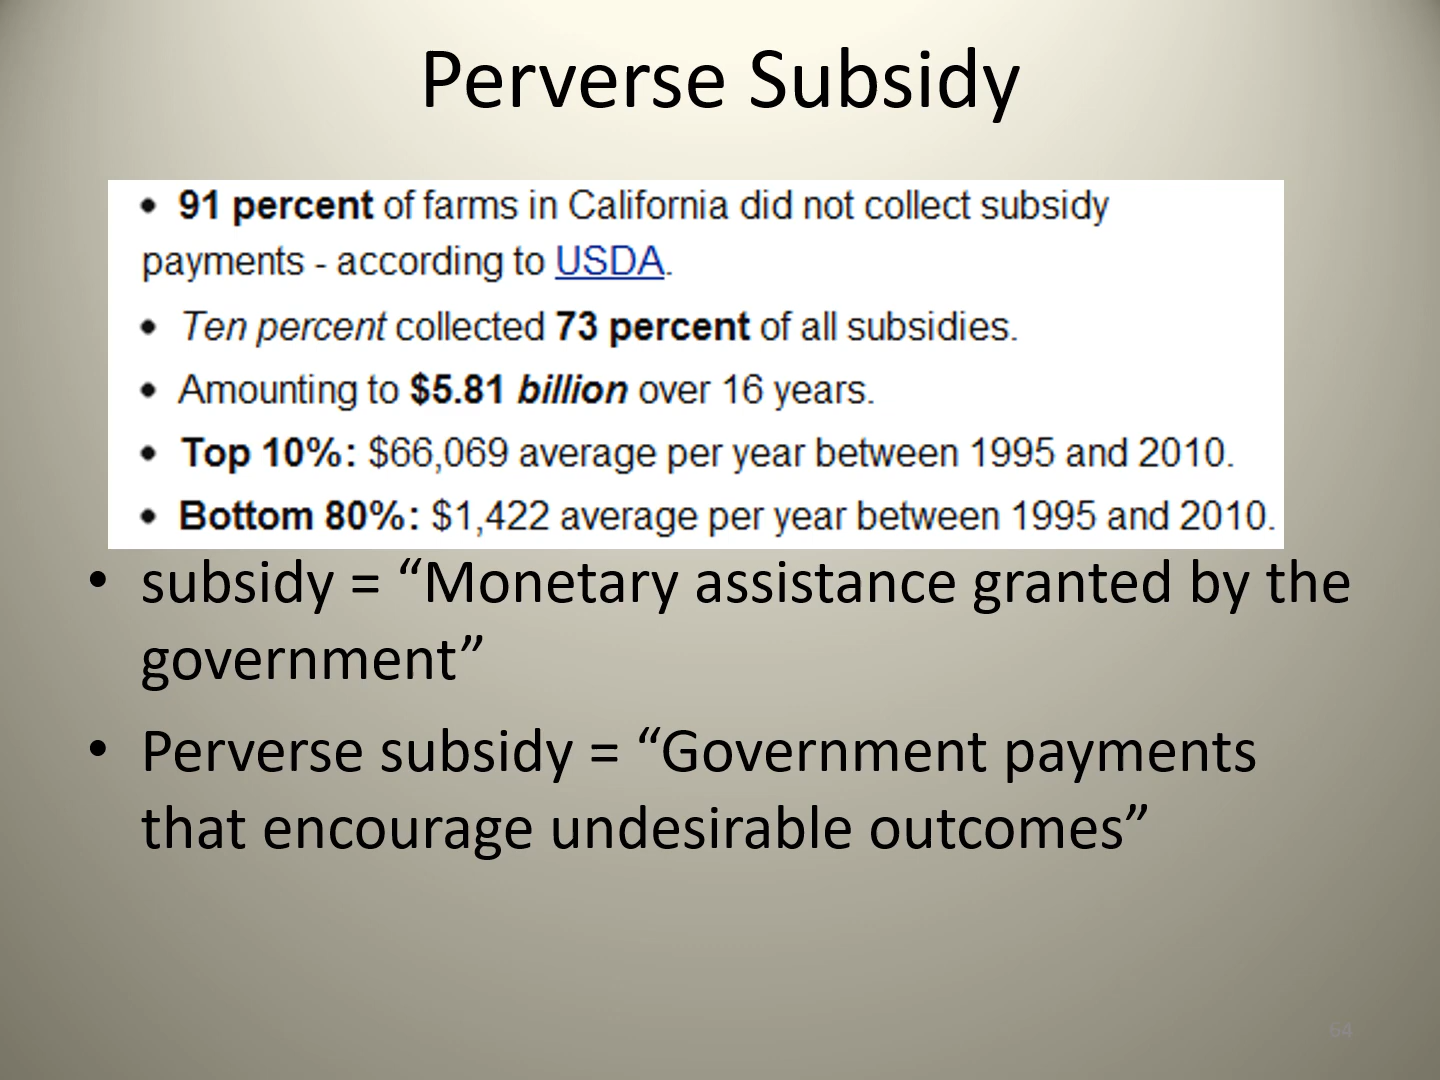 Perverse Subsidy
• 91 percent of farms in California did not collect subsidy
payments - according to USDA.
• Ten percent collected 73 percent of all subsidies.
• Amounting to $5.81 billion over 16 years.
• Top 10%: $66,069 average per year between 1995 and 2010.
• Bottom 80%: $1,422 average per year between 1995 and 2010.
• subsidy = “Monetary assistance granted by the
government”
• Perverse subsidy = “Government payments
that encourage undesirable outcomes”
64